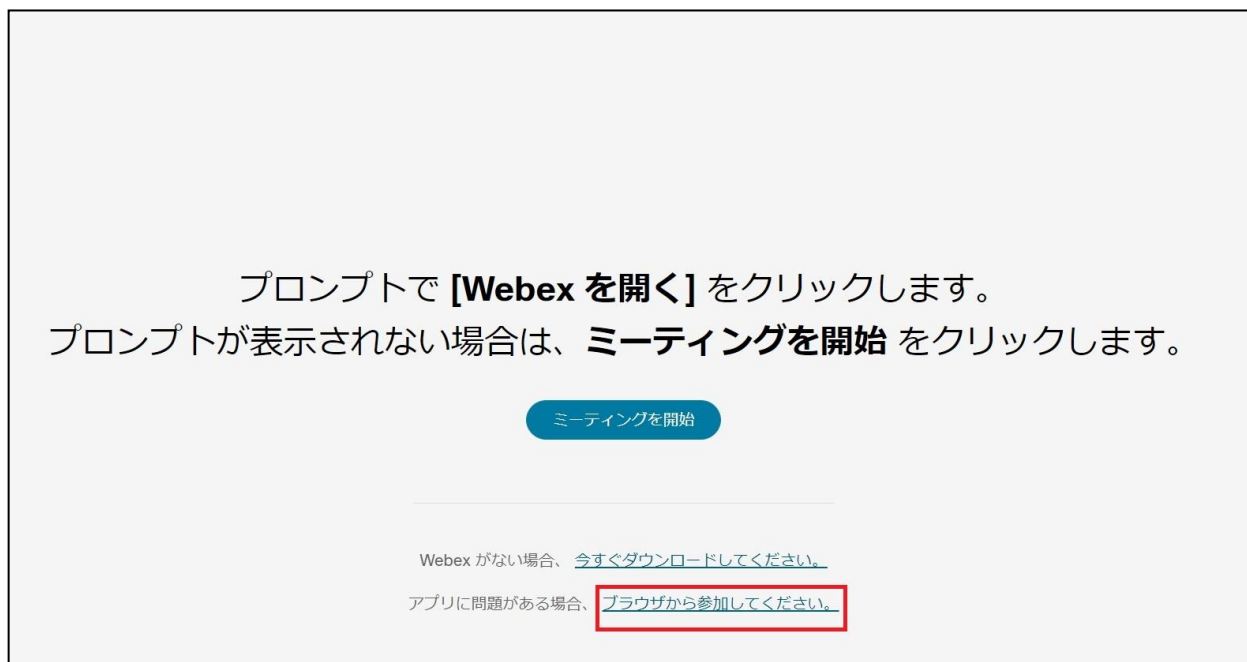 プロンプトで [Webex を開く] をクリックします。
プロンプトが表示されない場合は、ミーティングを開始 をクリックします。
ミーティングを開始
Webex がない場合、 今すぐダウンロードしてください。
アプリに問題がある場合、 ブラウザから参加してください。